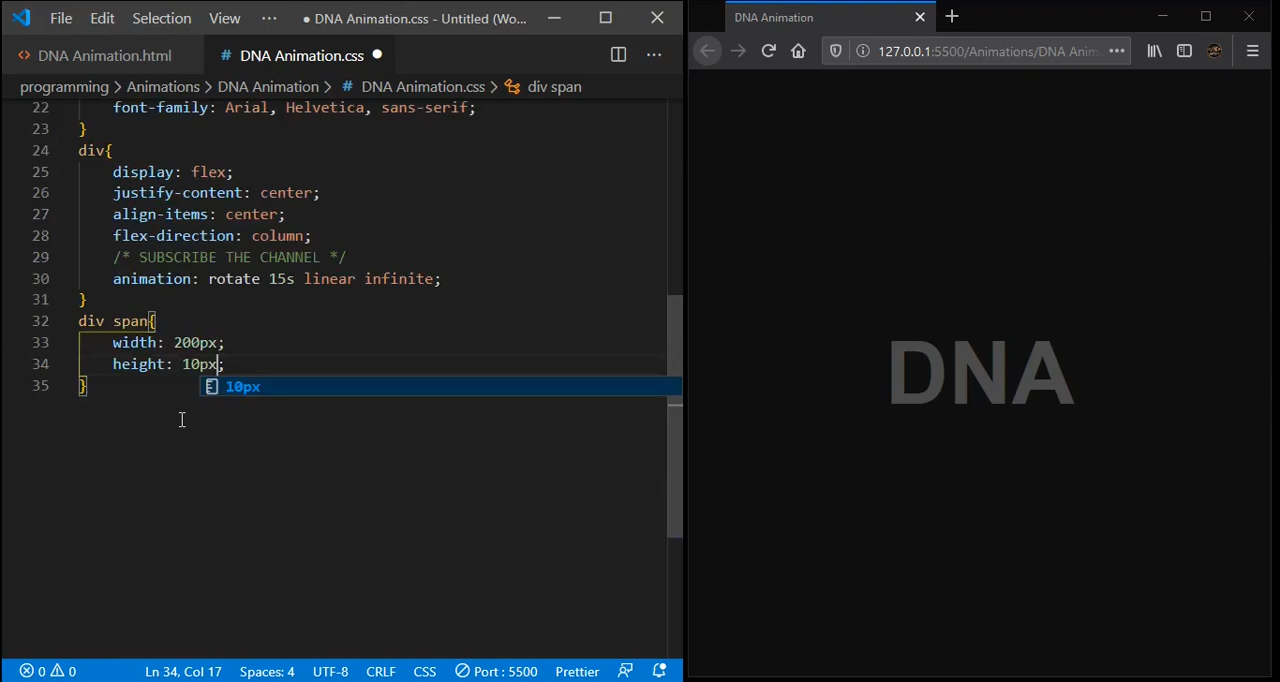 File Edit Selection View ··· ● DNA Animation.css - Untitled (Wo...
DNA Animation.html
# DNA Animation.css ●
programming > Animations > DNA Animation > # DNA Animation.css > div span
22 font-family: Arial, Helvetica, sans-serif;
23 }
24 div{
25 display: flex;
26 justify-content: center;
27 align-items: center;
28 flex-direction: column;
29 /* SUBSCRIBE THE CHANNEL */
30 animation: rotate 15s linear infinite;
31 }
32 div span{
33 width: 200px;
34 height: 10px;
35 }
10px
0 0 Ln 34, Col 17 Spaces: 4 UTF-8 CRLF CSS Port : 5500 Prettier
DNA Animation
127.0.0.1:5500/Animations/DNA Anim
DNA